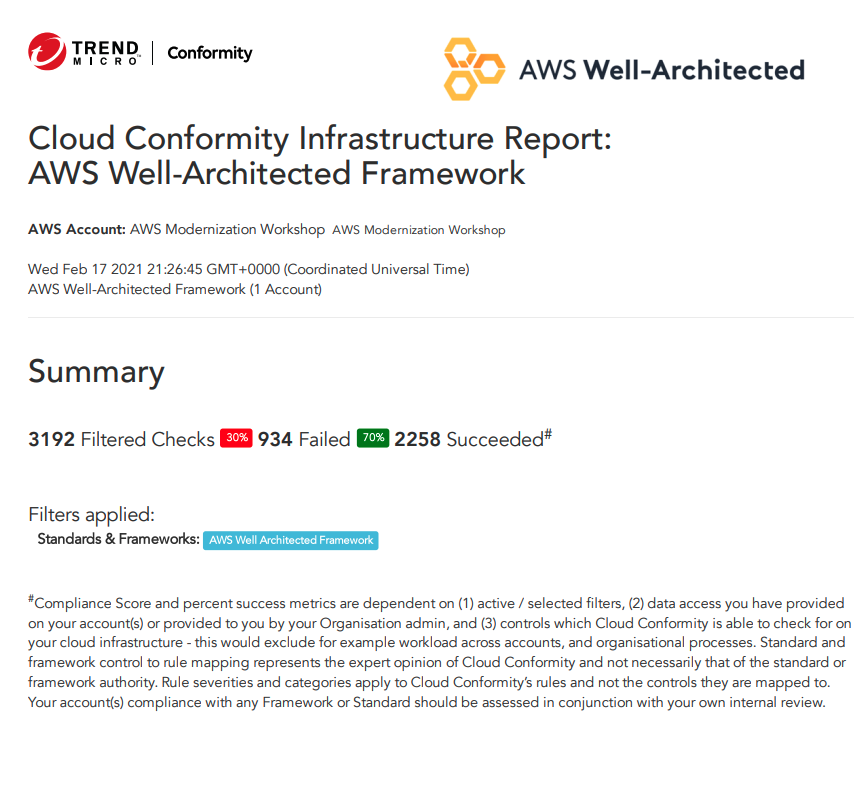 TREND MICRO™ | Conformity
AWS Well-Architected
Cloud Conformity Infrastructure Report:
AWS Well-Architected Framework
AWS Account: AWS Modernization Workshop AWS Modernization Workshop
Wed Feb 17 2021 21:26:45 GMT+0000 (Coordinated Universal Time)
AWS Well-Architected Framework (1 Account)
Summary
3192 Filtered Checks 30% 934 Failed 70% 2258 Succeeded#
Filters applied:
Standards & Frameworks: AWS Well Architected Framework
#Compliance Score and percent success metrics are dependent on (1) active / selected filters, (2) data access you have provided
on your account(s) or provided to you by your Organisation admin, and (3) controls which Cloud Conformity is able to check for on
your cloud infrastructure - this would exclude for example workload across accounts, and organisational processes. Standard and
framework control to rule mapping represents the expert opinion of Cloud Conformity and not necessarily that of the standard or
framework authority. Rule severities and categories apply to Cloud Conformity's rules and not the controls they are mapped to.
Your account(s) compliance with any Framework or Standard should be assessed in conjunction with your own internal review.